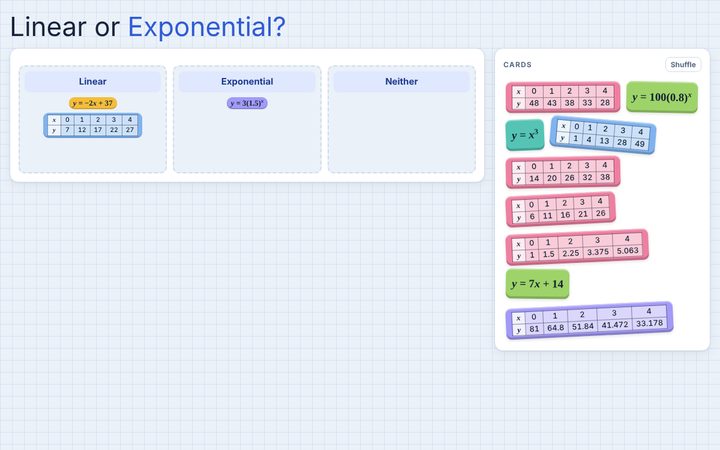 Linear or Exponential?
Linear
y = −2x + 37
x 0 1 2 3 4
y 7 12 17 22 27
Exponential
y = 3(1.5)ˣ
Neither
CARDS
Shuffle
x 0 1 2 3 4
y 48 43 38 33 28
y = 100(0.8)ˣ
y = x³
x 0 1 2 3 4
y 1 4 13 28 49
x 0 1 2 3 4
y 14 20 26 32 38
x 0 1 2 3 4
y 6 11 16 21 26
x 0 1 2 3 4
y 1 1.5 2.25 3.375 5.063
y = 7x + 14
x 0 1 2 3 4
y 81 64.8 51.84 41.472 33.178